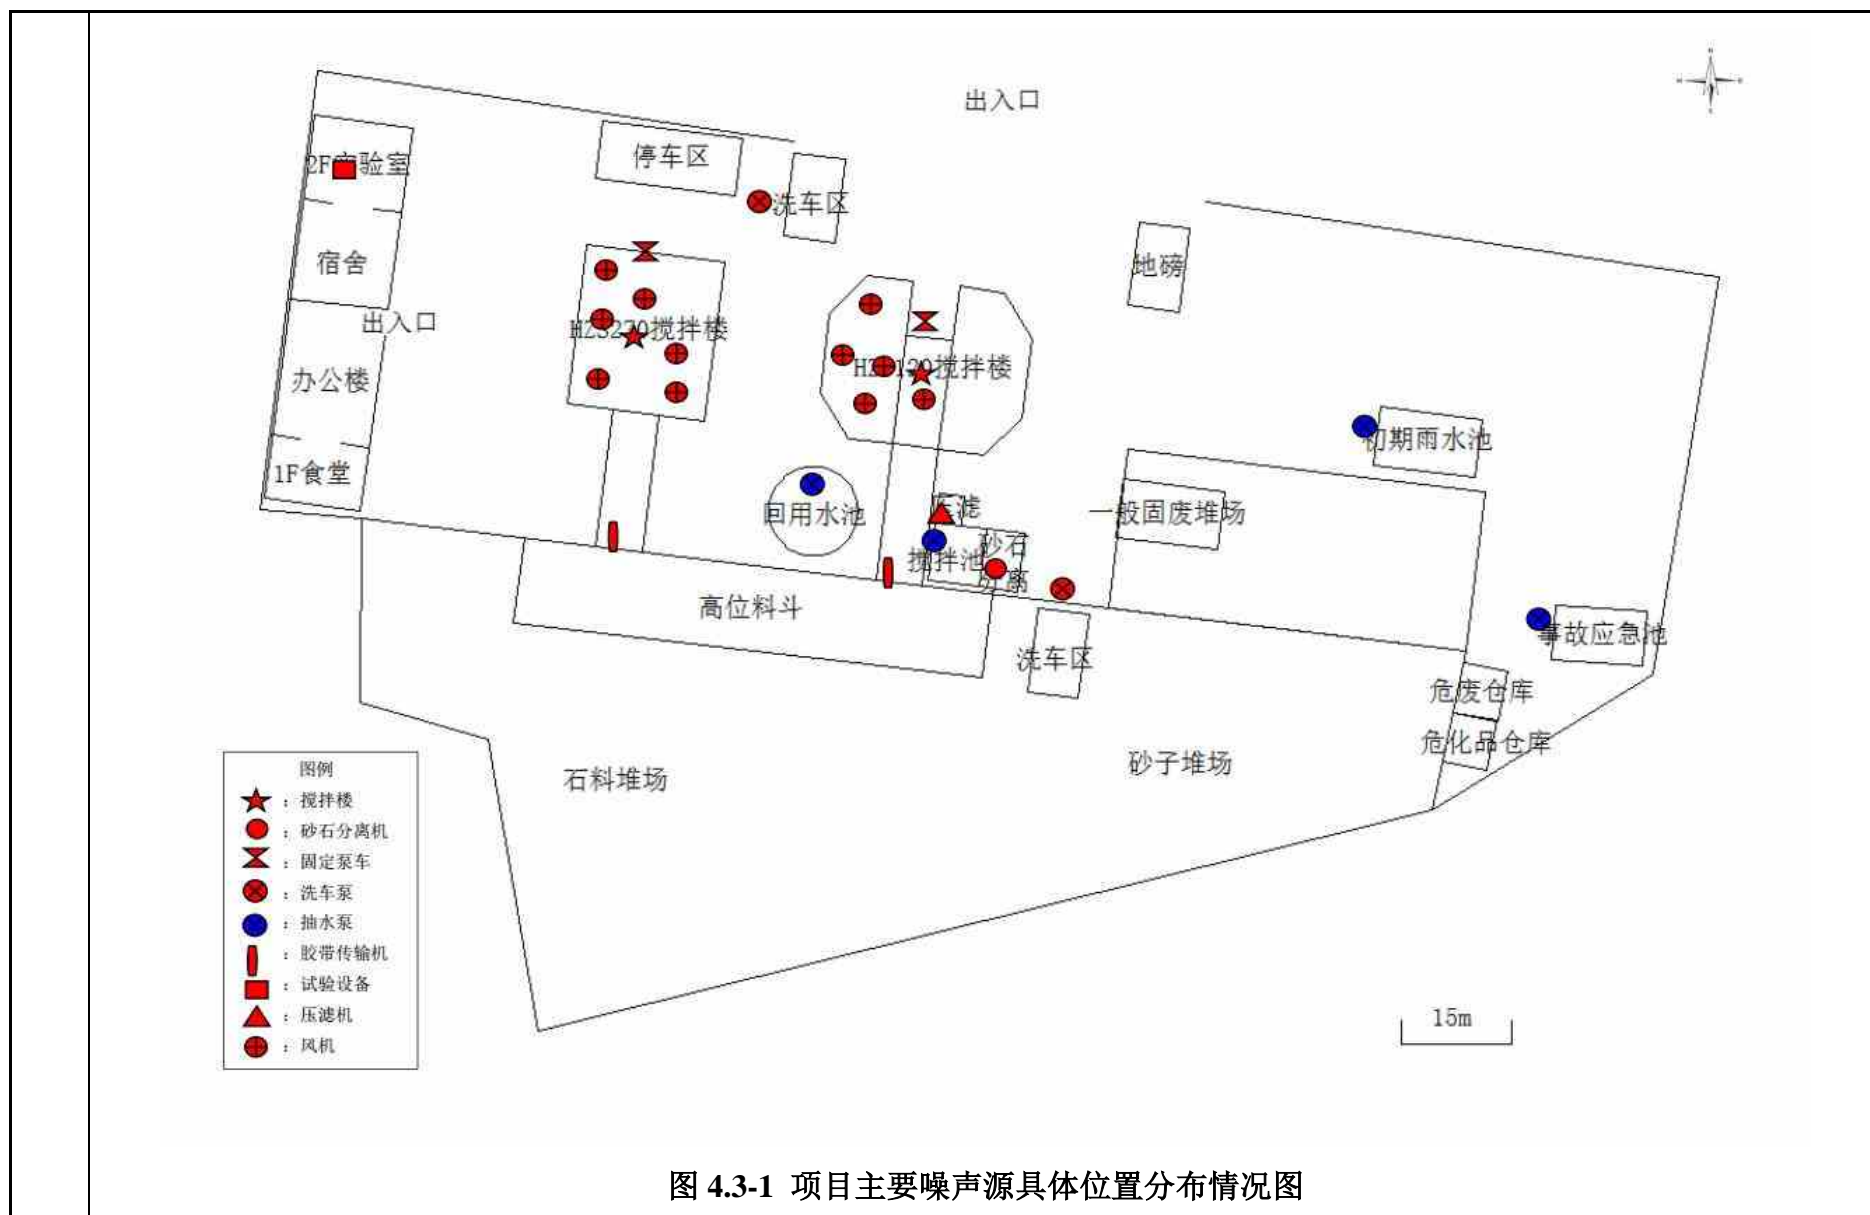 出入口
停车区
2F实验室
洗车区
宿舍
地磅
出入口
HZS220搅拌楼
HZS120搅拌楼
办公楼
初期雨水池
1F食堂
回用水池
压滤
一般固废堆场
搅拌池
砂石
分离
高位料斗
洗车区
事故应急池
危废仓库
危化品仓库
石料堆场
砂子堆场
图例
：搅拌楼
：砂石分离机
：固定泵车
：洗车泵
：抽水泵
：胶带传输机
：试验设备
：压滤机
：风机
15m
图 4.3-1 项目主要噪声源具体位置分布情况图